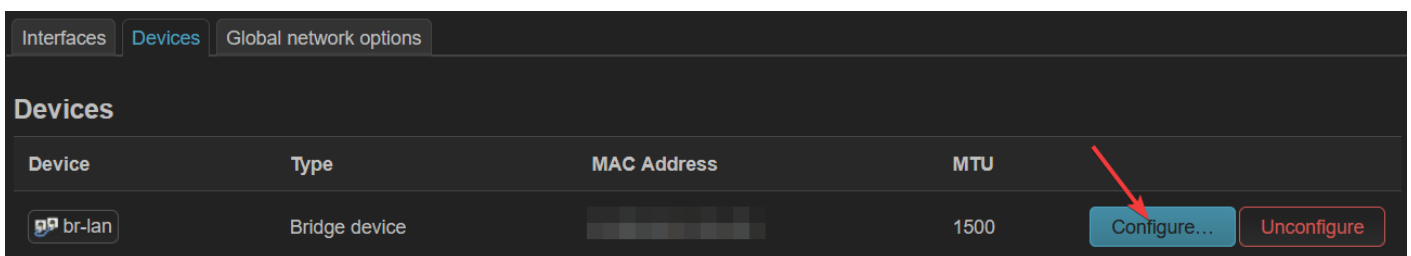 Interfaces Devices Global network options
Devices
Device Type MAC Address MTU
br-lan Bridge device 1500 Configure… Unconfigure